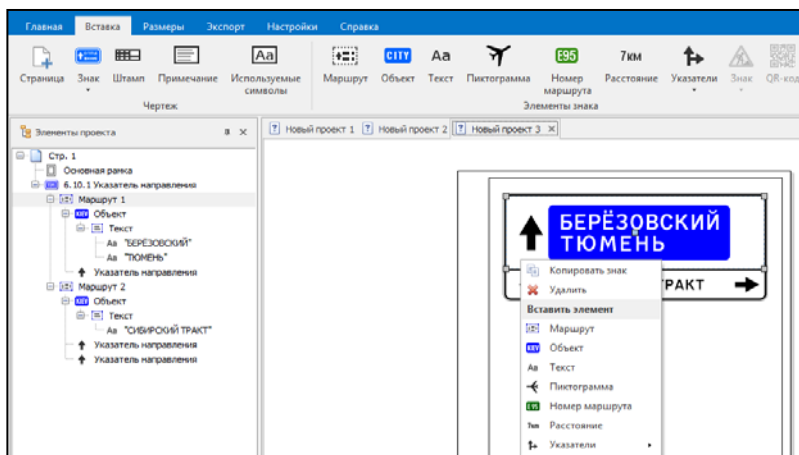 Главная Вставка Размеры Экспорт Настройки Справка
CITY Aa E95 7км
Aa
Страница Знак Штамп Примечание Используемые символы Маршрут Объект Текст Пиктограмма Номер маршрута Расстояние Указатели Знак QR-код
Чертеж Элементы знака
Элементы проекта
? Новый проект 1 ? Новый проект 2 ? Новый проект 3
Стр. 1
Основная рамка
6.10.1 Указатель направления
Маршрут 1
Объект
Текст
Aa "БЕРЁЗОВСКИЙ"
Aa "ТЮМЕНЬ"
Указатель направления
Маршрут 2
Объект
Текст
Aa "СИБИРСКИЙ ТРАКТ"
Указатель направления
Указатель направления
БЕРЁЗОВСКИЙ
ТЮМЕНЬ
РАКТ
Копировать знак
Удалить
Вставить элемент
Маршрут
Объект
Aa Текст
Пиктограмма
E95 Номер маршрута
7км Расстояние
Указатели